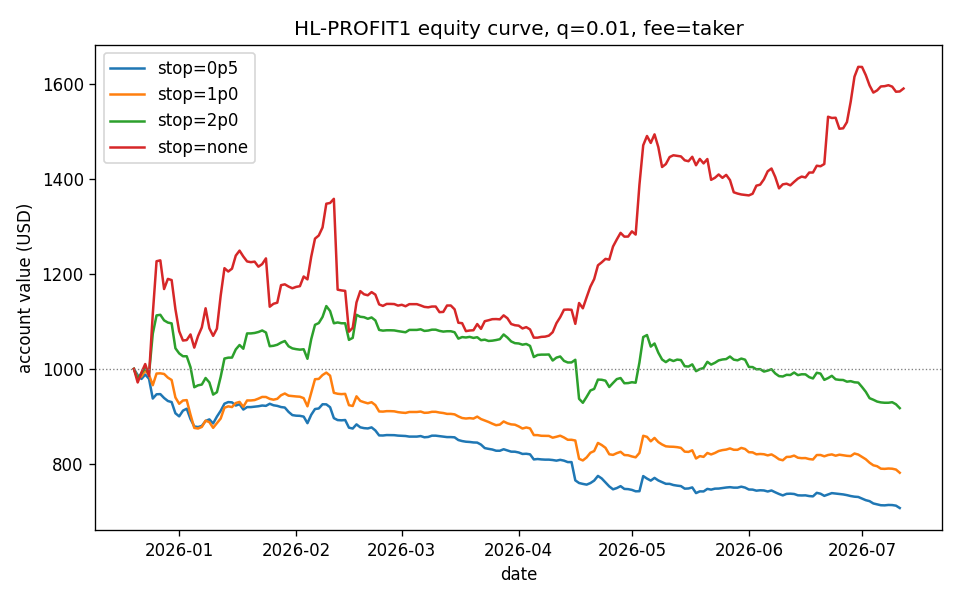 HL-PROFIT1 equity curve, q=0.01, fee=taker
stop=0p5
stop=1p0
stop=2p0
stop=none
account value (USD)
1600
1400
1200
1000
800
2026-01
2026-02
2026-03
2026-04
2026-05
2026-06
2026-07
date